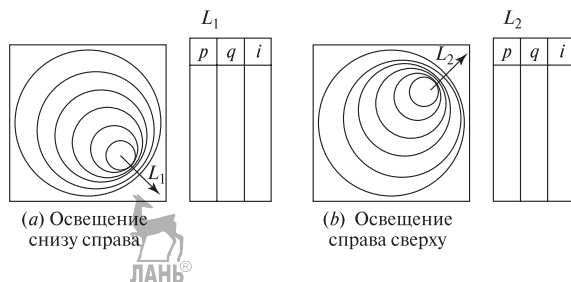 L₁
p q i
L₁
(a) Освещение
снизу справа
L₂
p q i
L₂
(b) Освещение
справа сверху
ЛАНЬ®